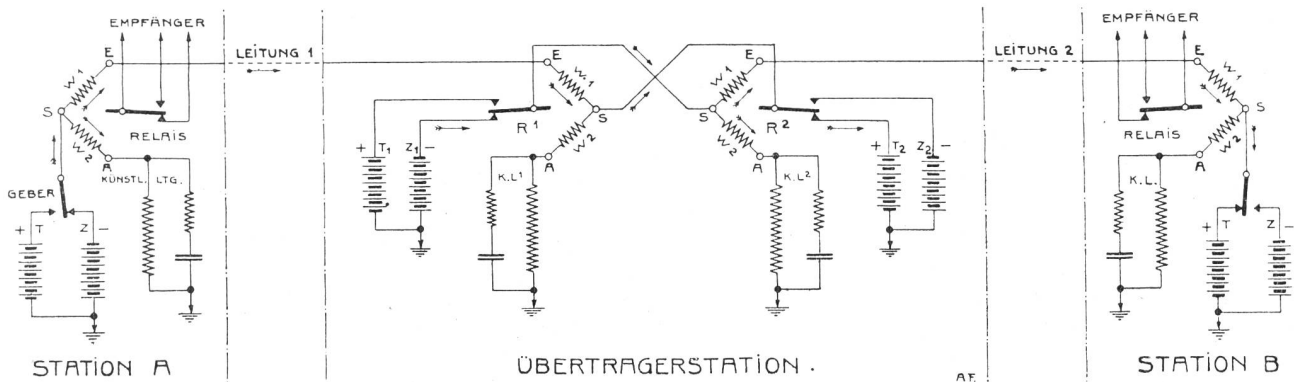 EMPFÄNGER
E
W1
S
W2
RELAIS
A
KÜNSTL. LTG.
GEBER
+ T Z -
STATION A
LEITUNG 1
E
W1
S
W2
A
R1
+ T1 Z1 -
K.L1
E
W1
S
W2
A
R2
+ T2 Z2 -
K.L2
ÜBERTRAGERSTATION.
A.F.
LEITUNG 2
EMPFÄNGER
E
W1
S
W2
RELAIS
A
K.L.
+ T Z -
STATION B